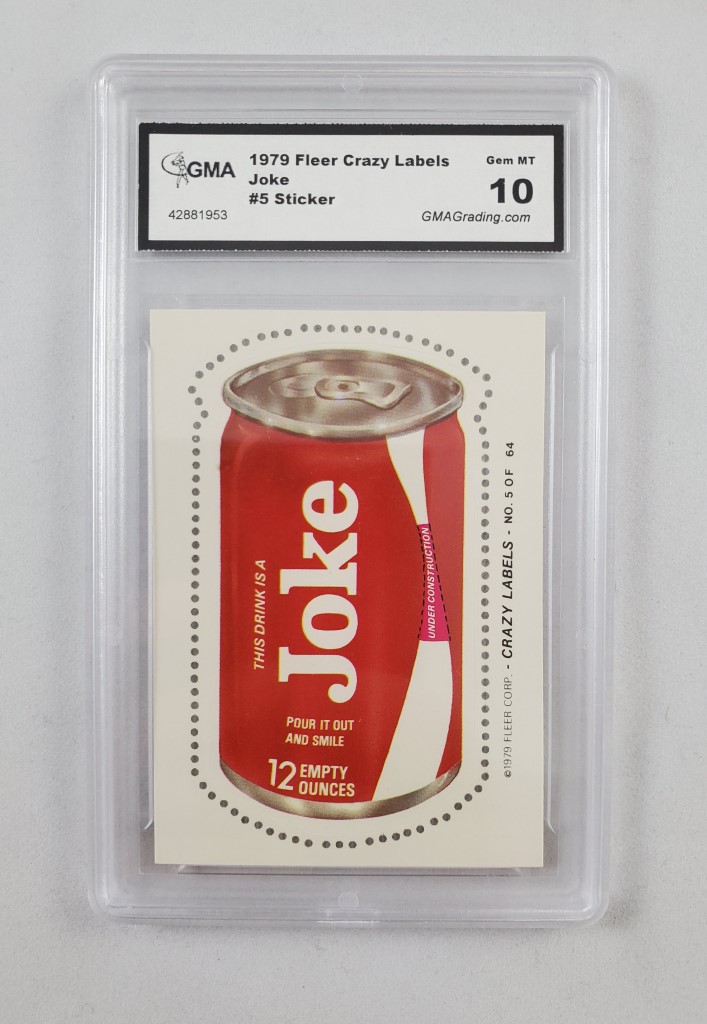 GMA
1979 Fleer Crazy Labels
Joke
#5 Sticker
42881953
Gem MT
10
GMAGrading.com
THIS DRINK IS A
Joke
POUR IT OUT
AND SMILE
12 EMPTY
OUNCES
UNDER CONSTRUCTION
©1979 FLEER CORP. - CRAZY LABELS - NO. 5 OF 64